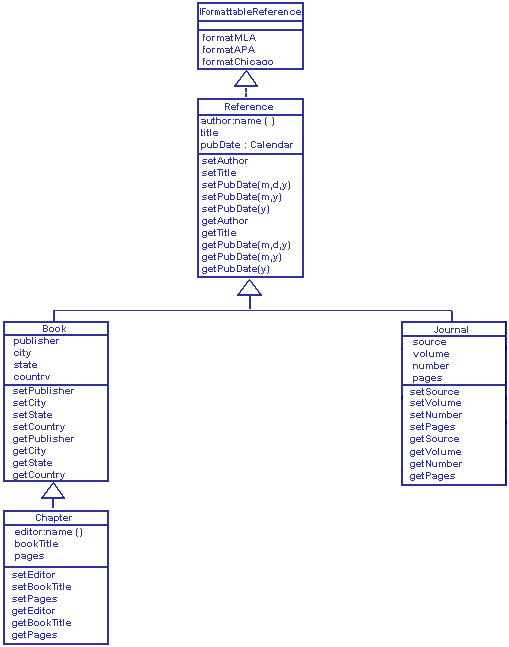 IFormattableReference
formatMLA
formatAPA
formatChicago
Reference
author:name ( )
title
pubDate : Calendar
setAuthor
setTitle
setPubDate(m,d,y)
setPubDate(m,y)
setPubDate(y)
getAuthor
getTitle
getPubDate(m,d,y)
getPubDate(m,y)
getPubDate(y)
Book
publisher
city
state
country
setPublisher
setCity
setState
setCountry
getPublisher
getCity
getState
getCountry
Journal
source
volume
number
pages
setSource
setVolume
setNumber
setPages
getSource
getVolume
getNumber
getPages
Chapter
editor:name ( )
bookTitle
pages
setEditor
setBookTitle
setPages
getEditor
getBookTitle
getPages